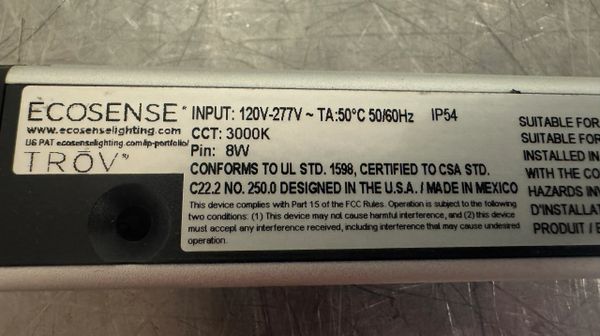 ECOSENSE®
www.ecosenselighting.com
US PAT ecosenselighting.com/ip-portfolio/
TRŌV
INPUT: 120V-277V ~ TA:50°C 50/60Hz IP54
CCT: 3000K
Pin: 8W
CONFORMS TO UL STD. 1598, CERTIFIED TO CSA STD.
C22.2 NO. 250.0 DESIGNED IN THE U.S.A. / MADE IN MEXICO
This device complies with Part 15 of the FCC Rules. Operation is subject to the following
two conditions: (1) This device may not cause harmful interference, and (2) this device
must accept any interference received, including interference that may cause undesired
operation.
SUITABLE FOR
SUITABLE FOR
INSTALLED IN
WITH THE CO
HAZARDS INV
D'INSTALLAT
PRODUIT / E